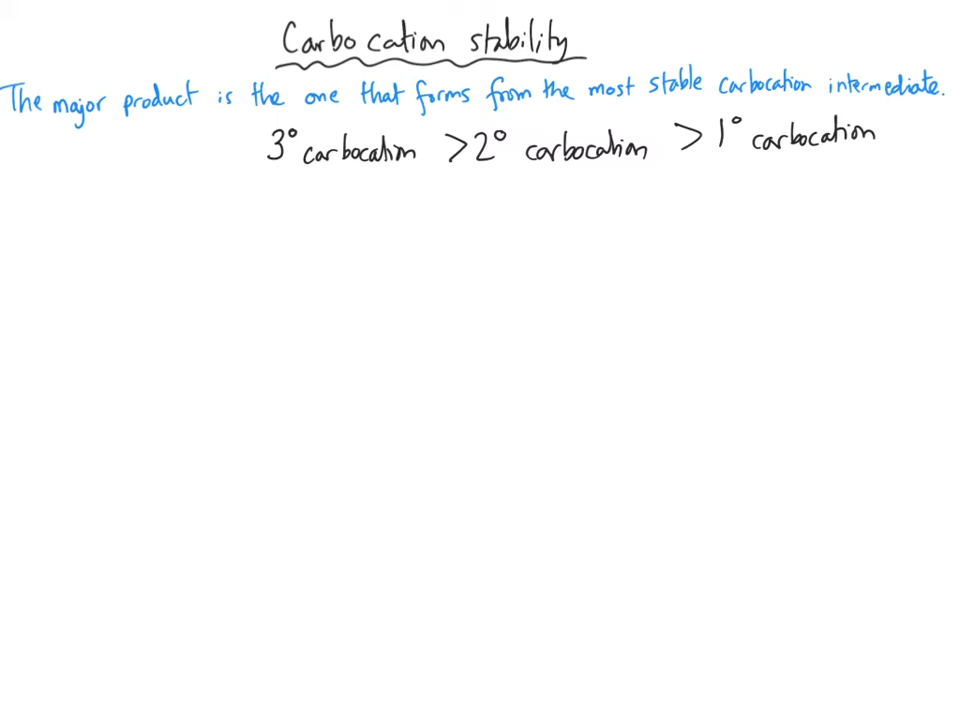 Carbocation stability
The major product is the one that forms from the most stable carbocation intermediate.
3° carbocation > 2° carbocation > 1° carbocation